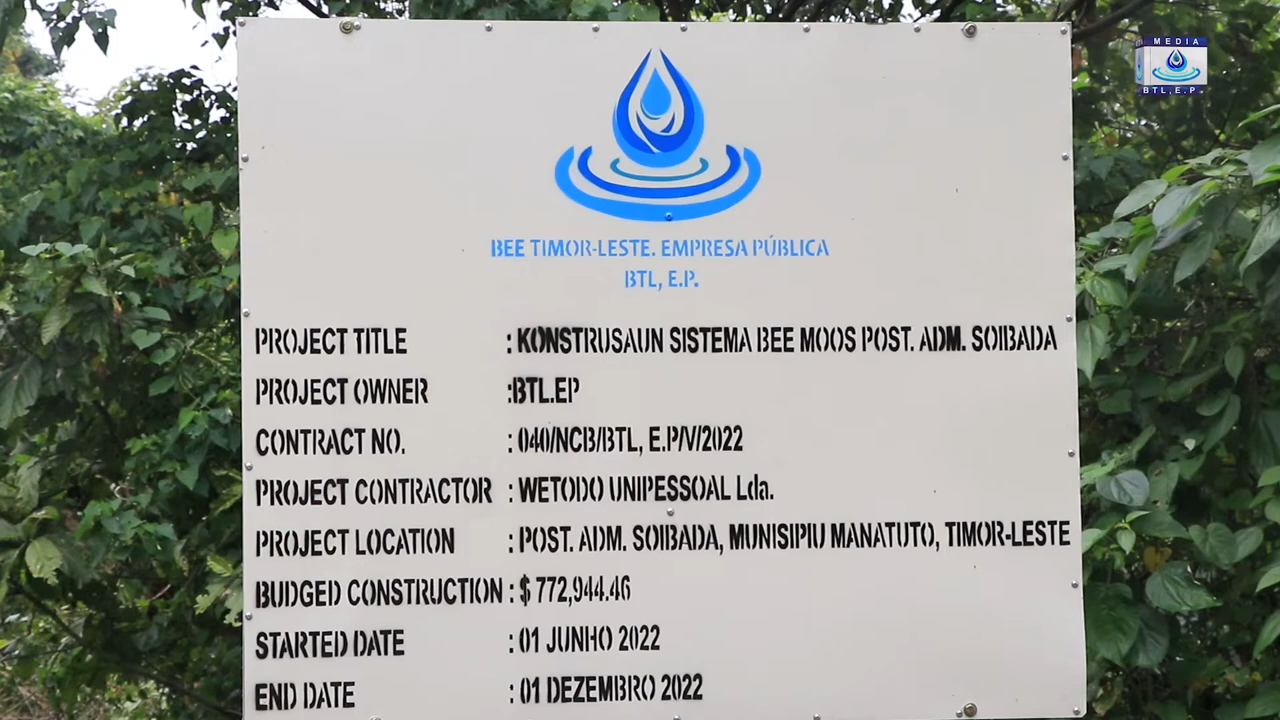 MEDIA
BTL, E.P.
BEE TIMOR-LESTE. EMPRESA PÚBLICA
BTL, E.P.
PROJECT TITLE : KONSTRUSAUN SISTEMA BEE MOOS POST. ADM. SOIBADA
PROJECT OWNER :BTL.EP
CONTRACT NO. : 040/NCB/BTL, E.P/V/2022
PROJECT CONTRACTOR : WETODO UNIPESSOAL Lda.
PROJECT LOCATION : POST. ADM. SOIBADA, MUNISIPIU MANATUTO, TIMOR-LESTE
BUDGED CONSTRUCTION : $ 772,944.46
STARTED DATE : 01 JUNHO 2022
END DATE : 01 DEZEMBRO 2022